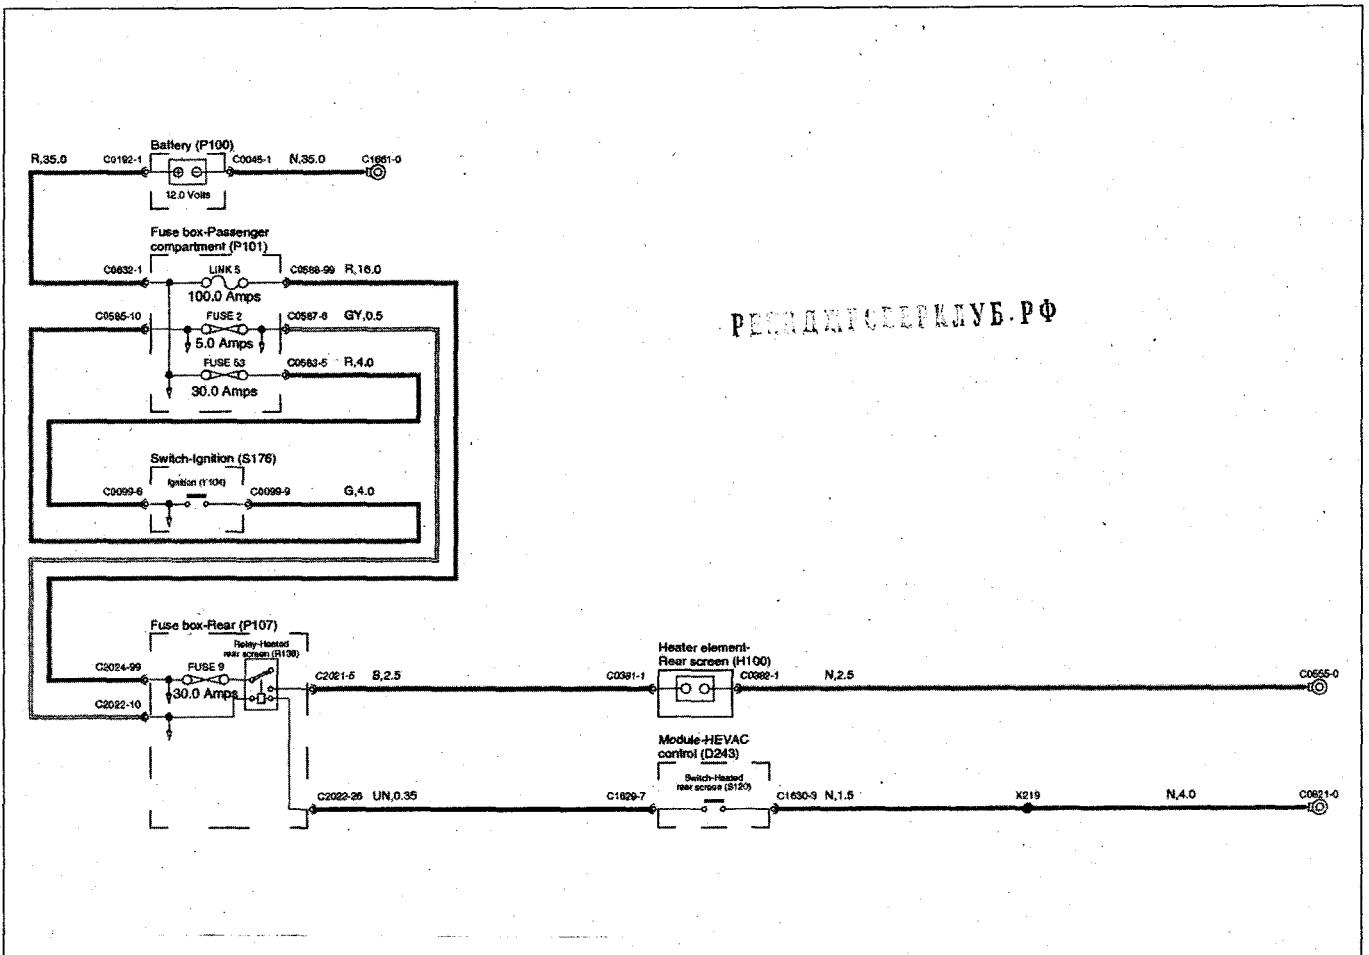 Battery (P100)
R,35.0 C0192-1 C0045-1 N,35.0 C1661-0
12.0 Volts
Fuse box-Passenger
compartment (P101)
C0632-1 LINK 5 C0588-99 R,16.0
100.0 Amps
C0585-10 FUSE 2 C0587-6 GY,0.5
5.0 Amps
FUSE 53 C0583-5 R,4.0
30.0 Amps
РЕНДЖРОВЕРКЛУБ.РФ
Switch-Ignition (S176)
Ignition
C0099-6 C0099-9 G,4.0
Fuse box-Rear (P107)
Relay-Heated
rear screen (R138)
C2024-99 FUSE 9
30.0 Amps
C2022-10
C2021-5 B,2.5
Heater element-
Rear screen (H100)
C0381-1 C0382-1 N,2.5 C0555-0
Module-HEVAC
control (D243)
Switch-Heated
rear screen (S120)
C2022-26 UN,0.35 C1629-7 C1630-3 N,1.5 X219 N,4.0 C0821-0